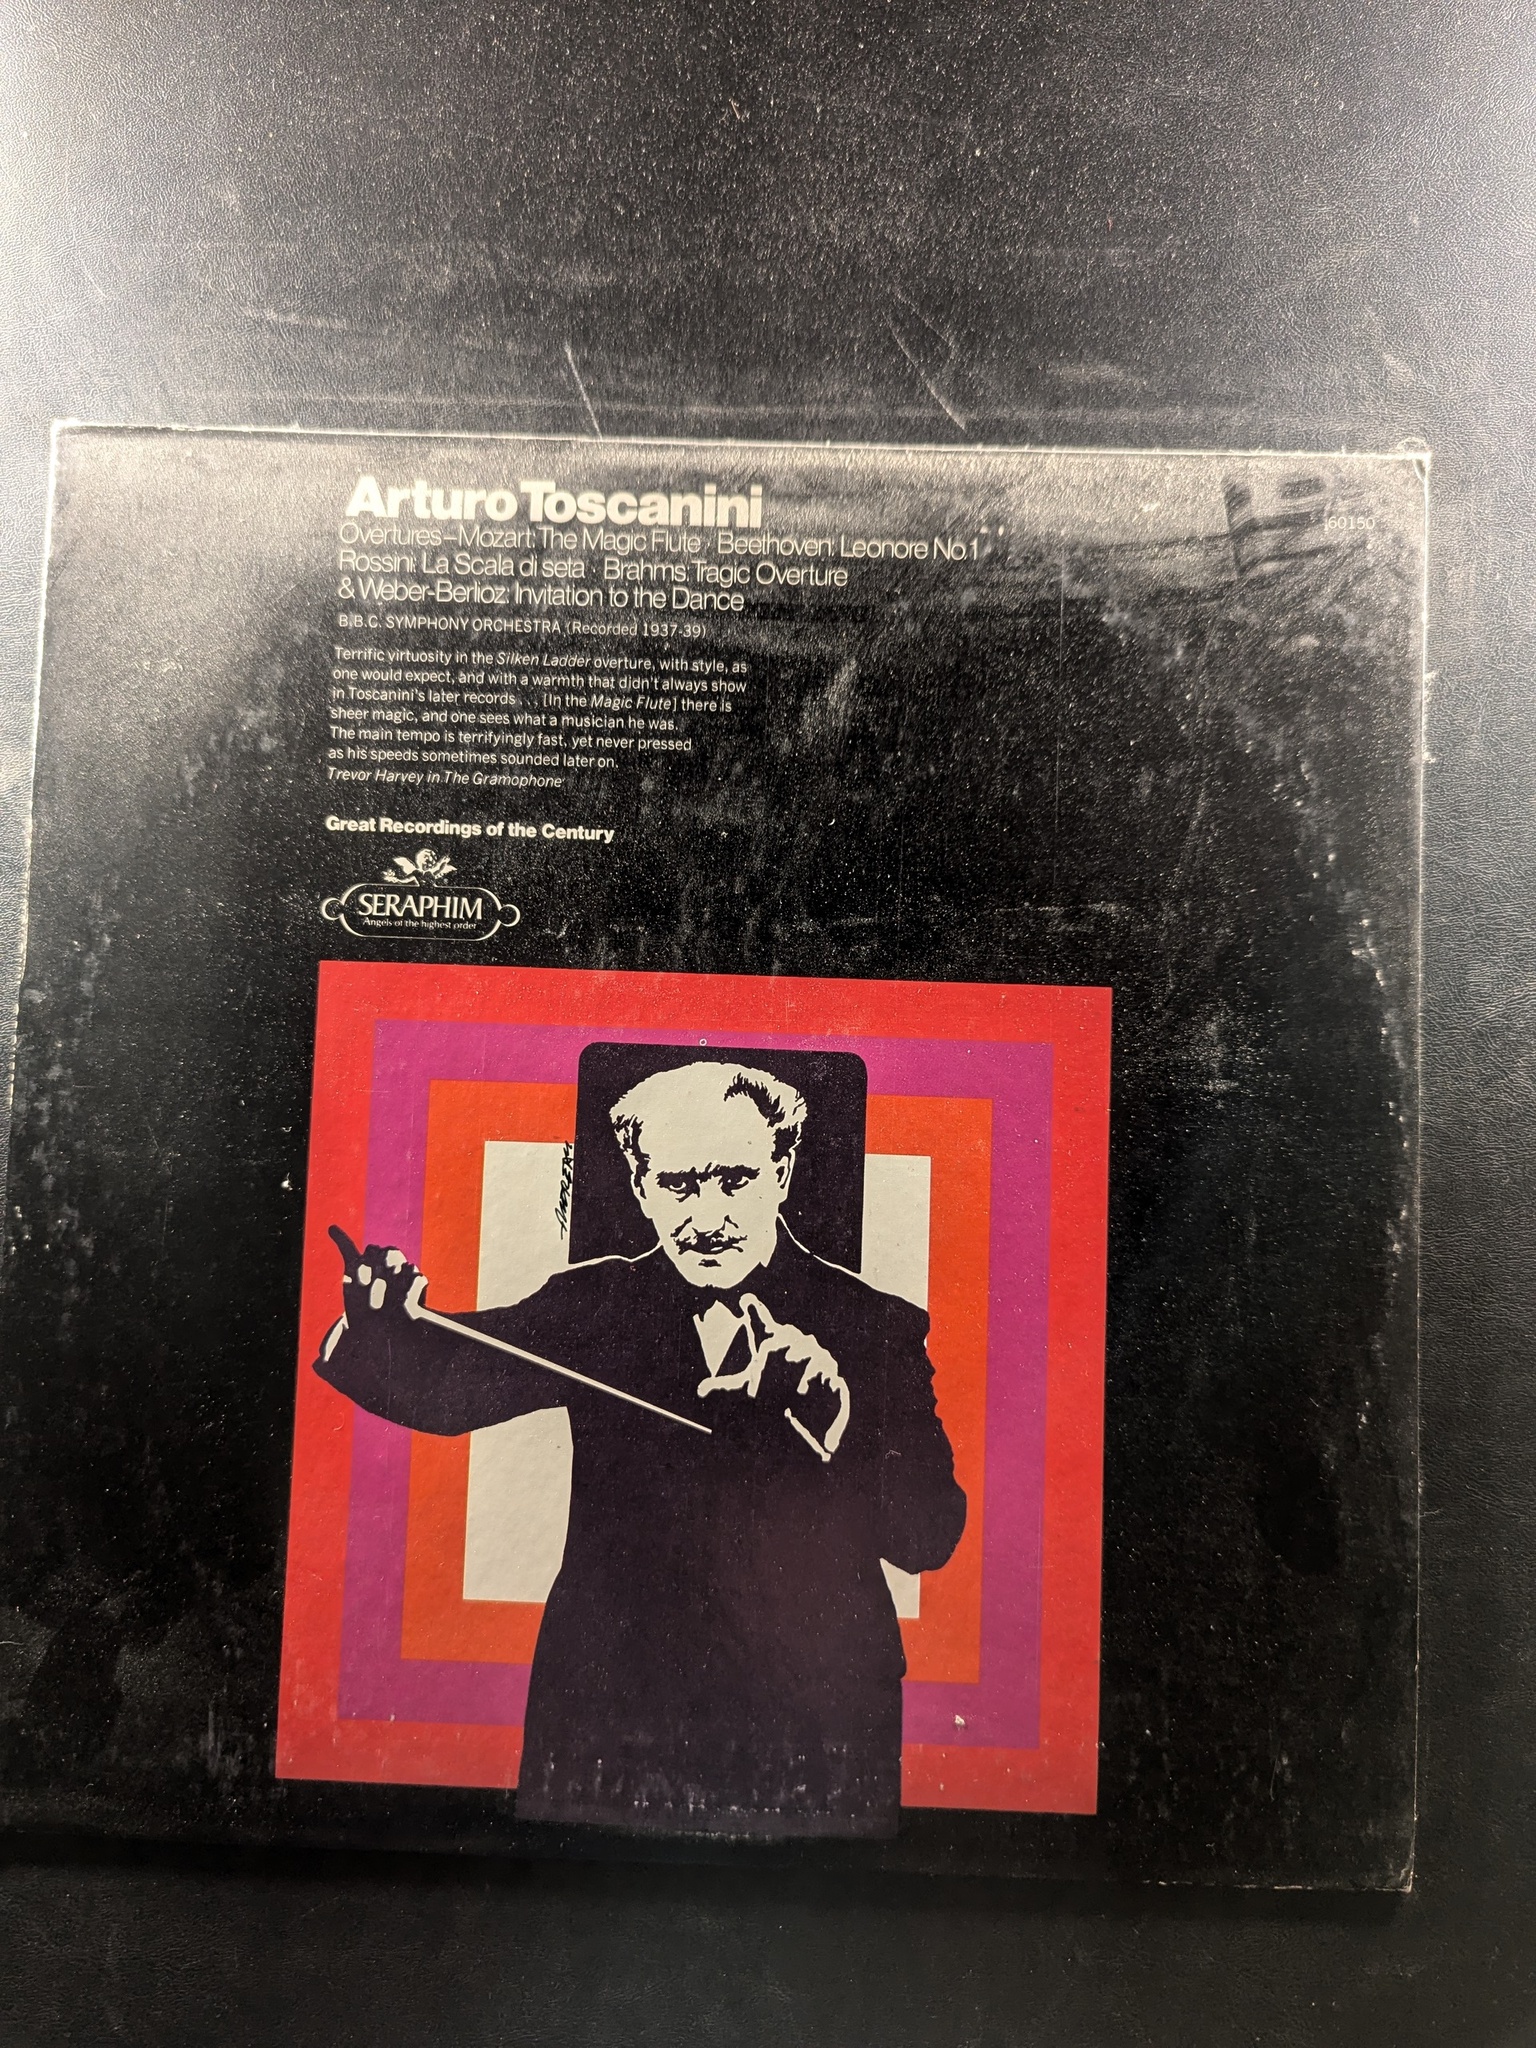 Arturo Toscanini
Overtures–Mozart: The Magic Flute · Beethoven: Leonore No.1
60150
Rossini: La Scala di seta · Brahms: Tragic Overture
& Weber-Berlioz: Invitation to the Dance
B.B.C. SYMPHONY ORCHESTRA (Recorded 1937-39)
Terrific virtuosity in the Silken Ladder overture, with style, as
one would expect, and with a warmth that didn't always show
in Toscanini's later records . . . [In the Magic Flute] there is
sheer magic, and one sees what a musician he was.
The main tempo is terrifyingly fast, yet never pressed
as his speeds sometimes sounded later on.
Trevor Harvey in The Gramophone
Great Recordings of the Century
SERAPHIM
Angels of the highest order